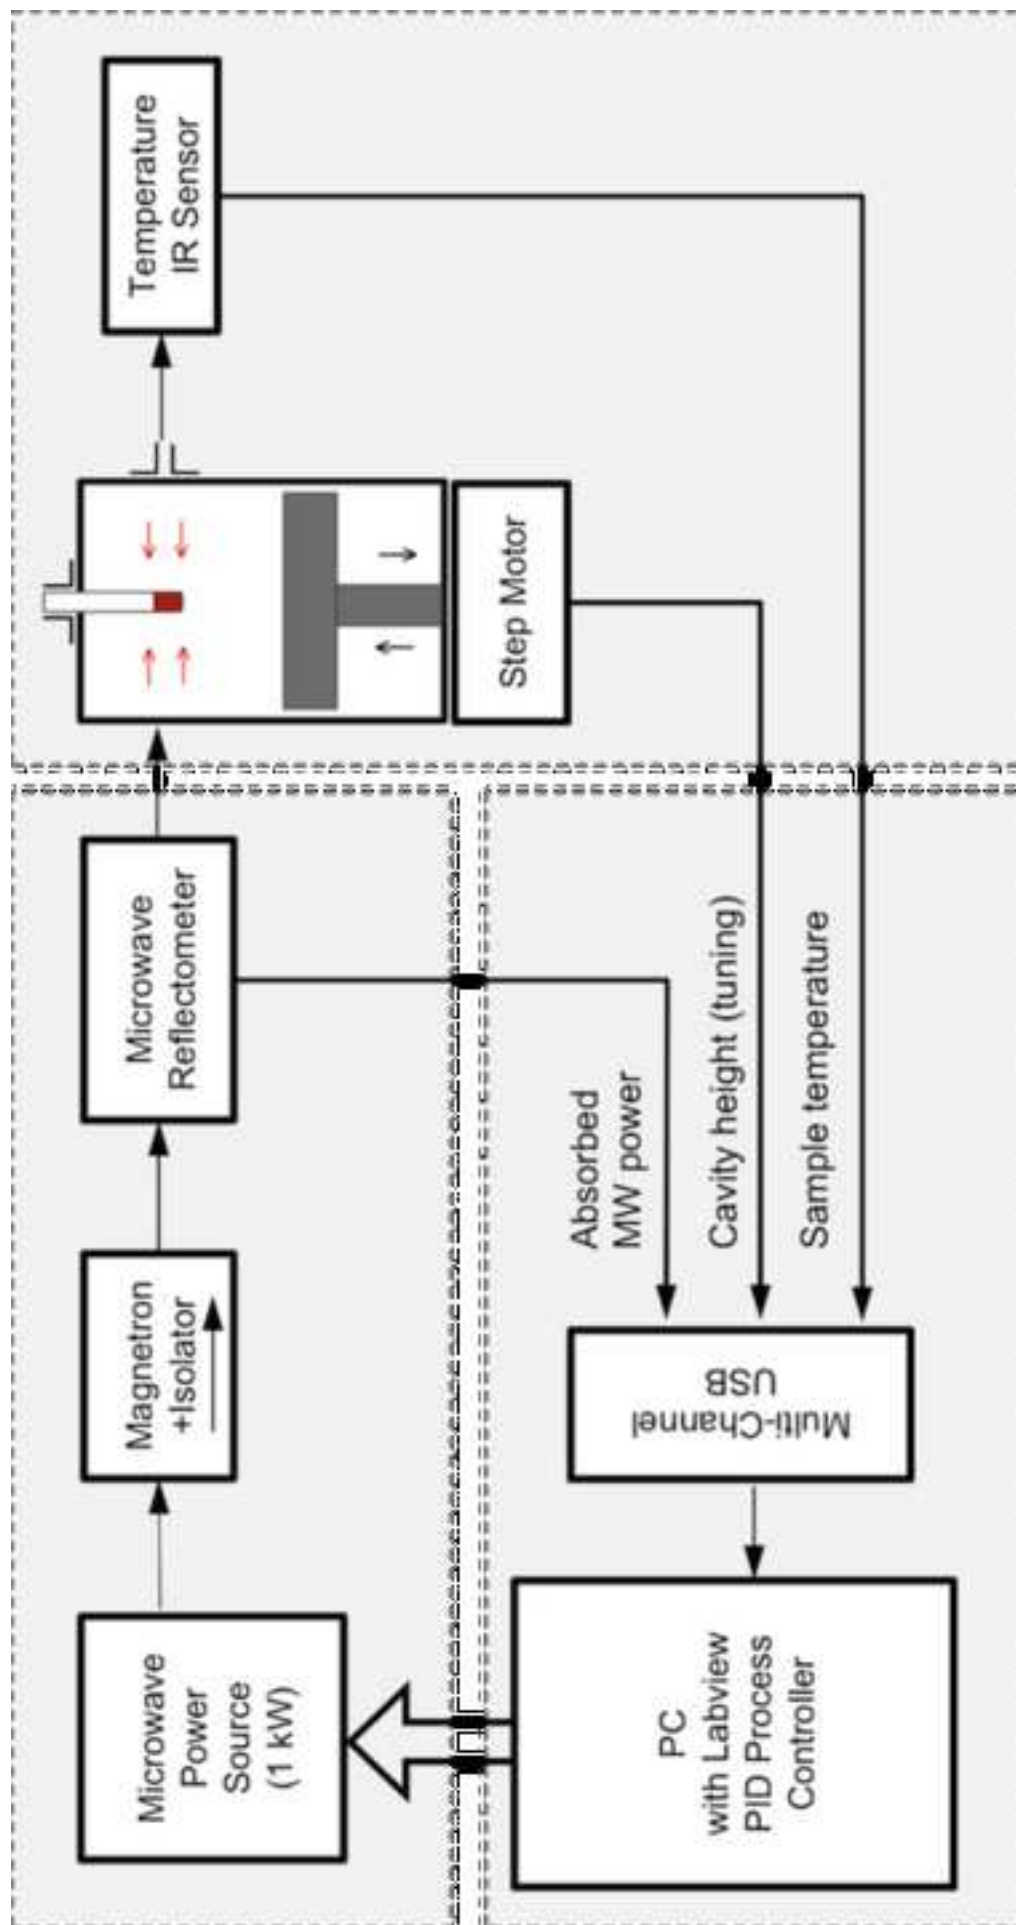 Microwave
Power
Source
(1 kW)
Magnetron
+Isolator
Microwave
Reflectometer
Temperature
IR Sensor
Step Motor
Absorbed
MW power
Cavity height (tuning)
Sample temperature
Multi-Channel
USB
PC
with Labview
PID Process
Controller